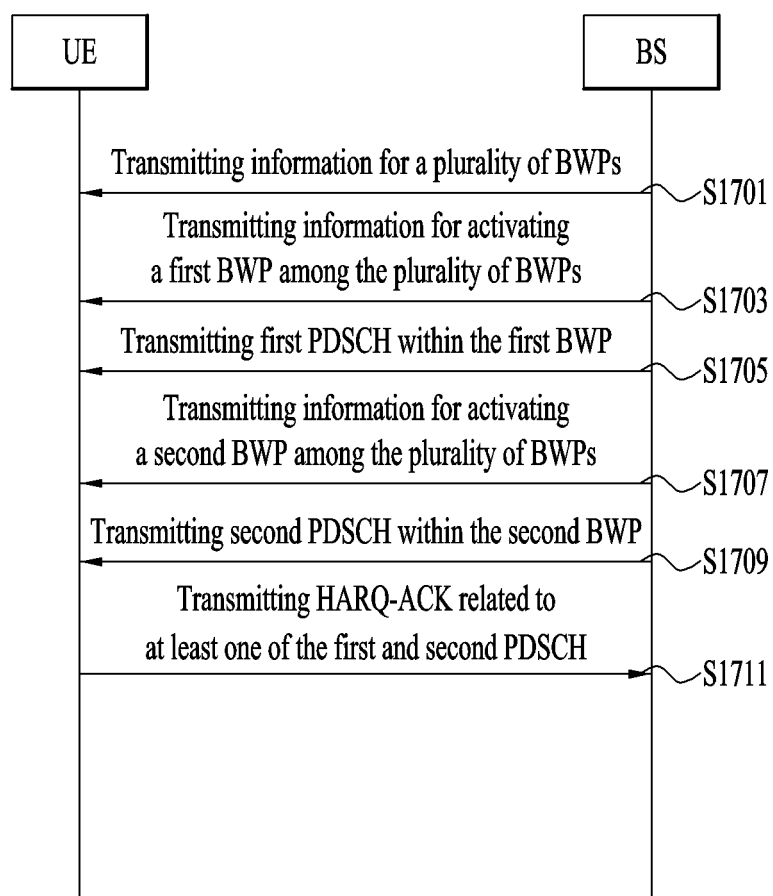 UE
BS
Transmitting information for a plurality of BWPs
S1701
Transmitting information for activating
a first BWP among the plurality of BWPs
S1703
Transmitting first PDSCH within the first BWP
S1705
Transmitting information for activating
a second BWP among the plurality of BWPs
S1707
Transmitting second PDSCH within the second BWP
S1709
Transmitting HARQ-ACK related to
at least one of the first and second PDSCH
S1711